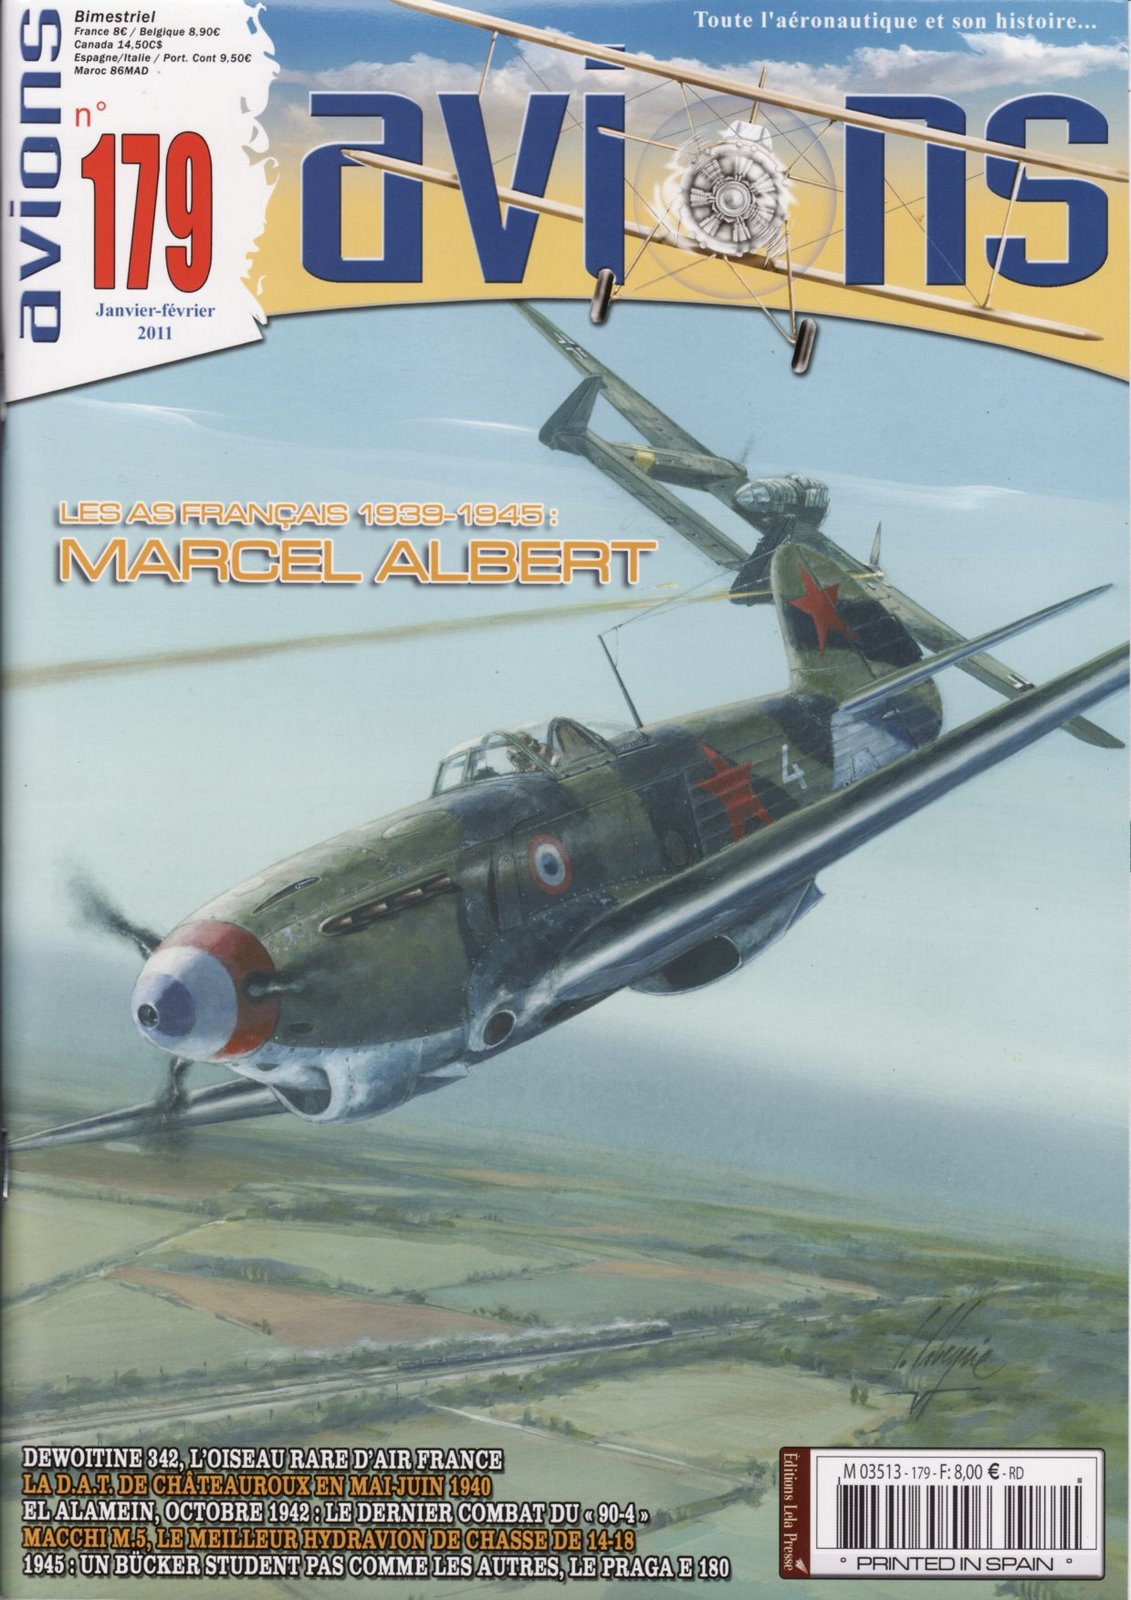 avions
Bimestriel
France 8€ / Belgique 8,90€
Canada 14,50C$
Espagne/Italie / Port. Cont 9,50€
Maroc 86MAD
n°
179
Janvier-février
2011
Toute l'aéronautique et son histoire...
avions
LES AS FRANÇAIS 1939-1945 :
MARCEL ALBERT
4
DEWOITINE 342, L'OISEAU RARE D'AIR FRANCE
LA D.A.T. DE CHÂTEAUROUX EN MAI-JUIN 1940
EL ALAMEIN, OCTOBRE 1942 : LE DERNIER COMBAT DU « 90-4 »
MACCHI M.5, LE MEILLEUR HYDRAVION DE CHASSE DE 14-18
1945 : UN BÜCKER STUDENT PAS COMME LES AUTRES, LE PRAGA E 180
Éditions Lela Presse
M 03513 - 179 - F: 8,00 € - RD
PRINTED IN SPAIN